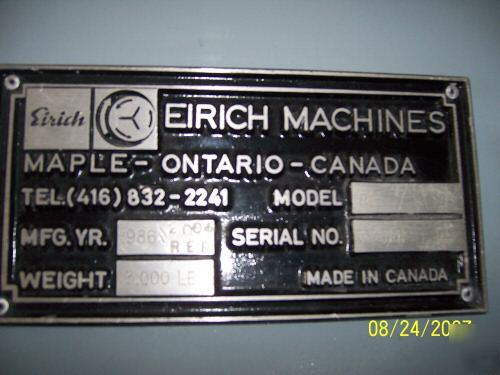 Eirich
EIRICH MACHINES
MAPLE - ONTARIO - CANADA
TEL.(416) 832-2241 MODEL
MFG. YR. 1986 SERIAL NO.
WEIGHT 000 LB MADE IN CANADA
08/24/2007